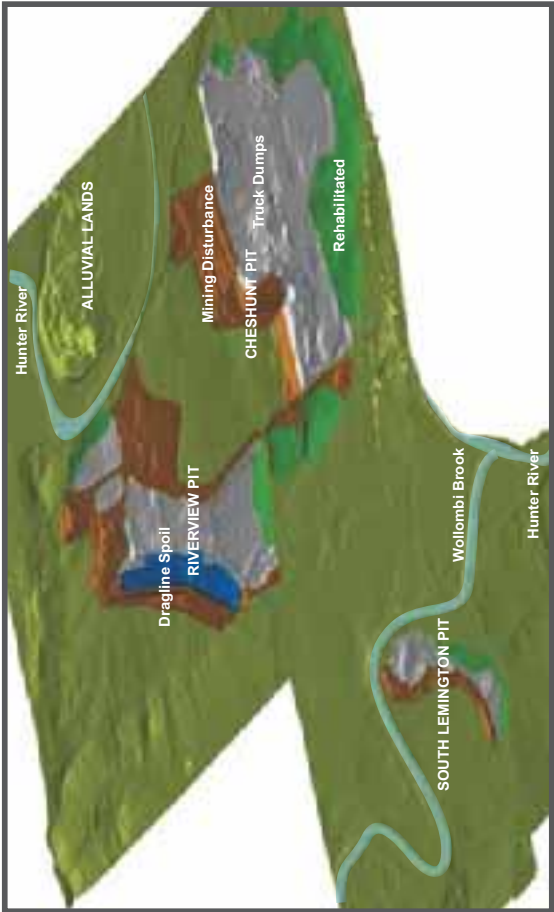 Hunter River
ALLUVIAL LANDS
Mining Disturbance
CHESHUNT PIT
Truck Dumps
Rehabilitated
Dragline Spoil
RIVERVIEW PIT
SOUTH LEMINGTON PIT
Wollombi Brook
Hunter River